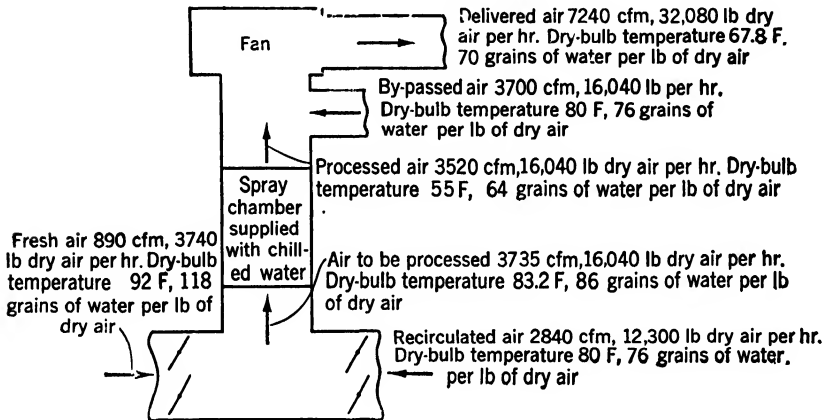 Fan
Delivered air 7240 cfm, 32,080 lb dry
air per hr. Dry-bulb temperature 67.8 F.
70 grains of water per lb of dry air
By-passed air 3700 cfm, 16,040 lb per hr.
Dry-bulb temperature 80 F, 76 grains of
water per lb of dry air
Processed air 3520 cfm,16,040 lb dry air per hr. Dry-bulb
temperature 55 F, 64 grains of water per lb of dry air
Spray
chamber
supplied
with chill-
ed water
Fresh air 890 cfm, 3740
lb dry air per hr. Dry-bulb
temperature 92 F, 118
grains of water per lb of
dry air
Air to be processed 3735 cfm,16,040 lb dry air per hr.
Dry-bulb temperature 83.2 F, 86 grains of water per lb
of dry air
Recirculated air 2840 cfm, 12,300 lb dry air per hr.
Dry-bulb temperature 80 F, 76 grains of water.
per lb of dry air